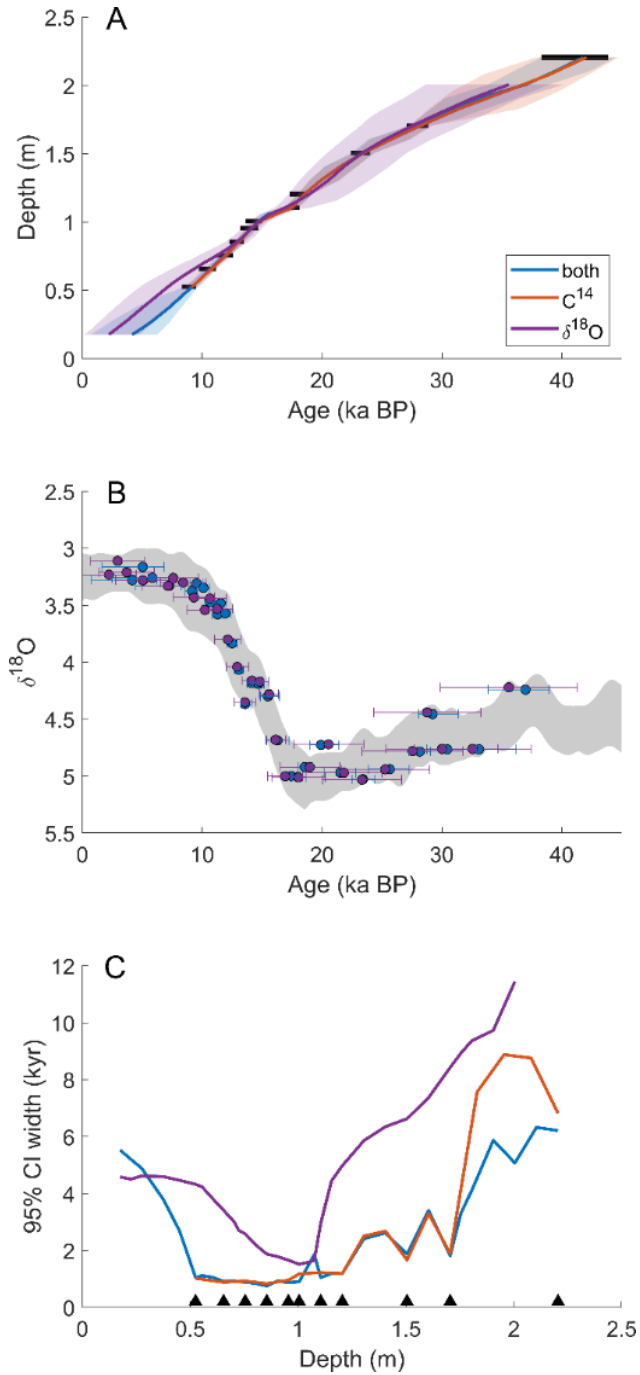 A
2.5
2
1.5
1
0.5
0
Depth (m)
both
C¹⁴
δ¹⁸O
0 10 20 30 40
Age (ka BP)
B
2.5
3
3.5
4
4.5
5
5.5
δ¹⁸O
0 10 20 30 40
Age (ka BP)
C
12
10
8
6
4
2
0
95% CI width (kyr)
0 0.5 1 1.5 2 2.5
Depth (m)